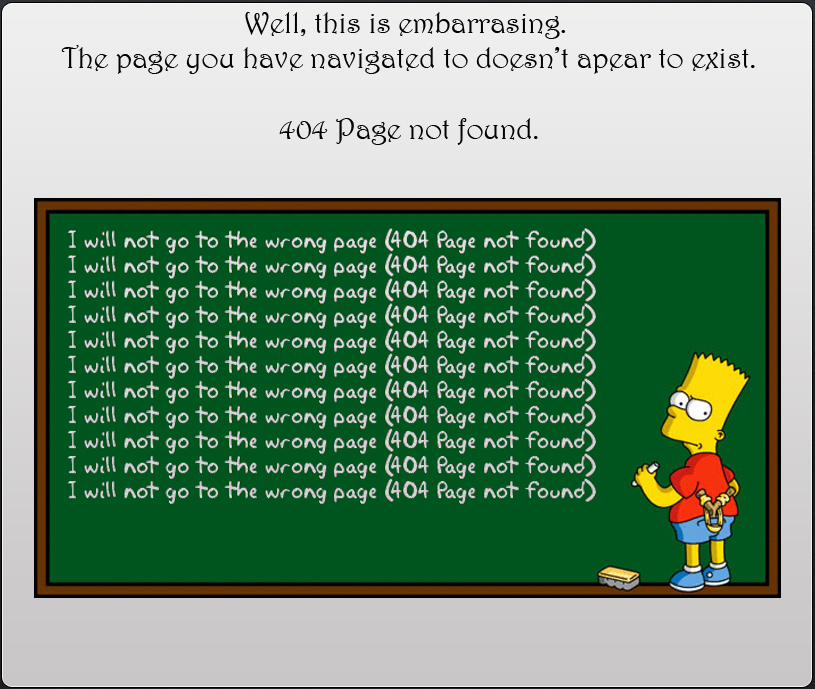 Well, this is embarrasing.
The page you have navigated to doesn't apear to exist.
404 Page not found.
I will not go to the wrong page (404 Page not found)
I will not go to the wrong page (404 Page not found)
I will not go to the wrong page (404 Page not found)
I will not go to the wrong page (404 Page not found)
I will not go to the wrong page (404 Page not found)
I will not go to the wrong page (404 Page not found)
I will not go to the wrong page (404 Page not found)
I will not go to the wrong page (404 Page not found)
I will not go to the wrong page (404 Page not found)
I will not go to the wrong page (404 Page not found)
I will not go to the wrong page (404 Page not found)